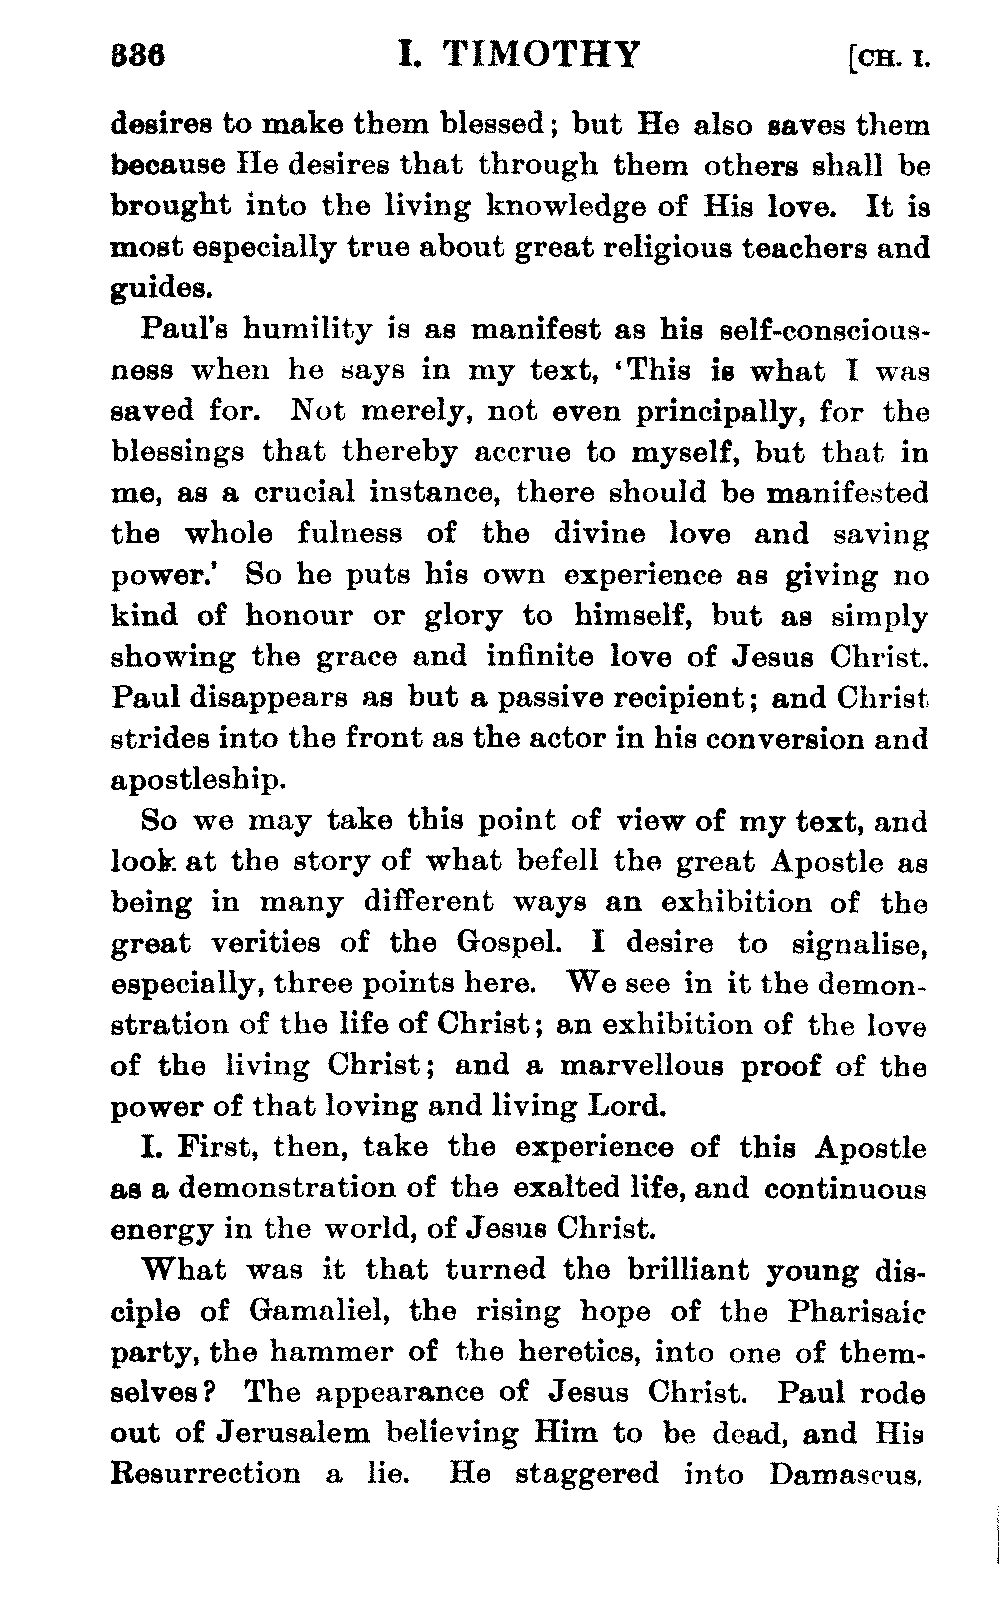 336 I. TIMOTHY [CH. I.
desires to make them blessed; but He also saves them
because He desires that through them others shall be
brought into the living knowledge of His love. It is
most especially true about great religious teachers and
guides.
Paul's humility is as manifest as his self-conscious-
ness when he says in my text, 'This is what I was
saved for. Not merely, not even principally, for the
blessings that thereby accrue to myself, but that in
me, as a crucial instance, there should be manifested
the whole fulness of the divine love and saving
power.' So he puts his own experience as giving no
kind of honour or glory to himself, but as simply
showing the grace and infinite love of Jesus Christ.
Paul disappears as but a passive recipient; and Christ
strides into the front as the actor in his conversion and
apostleship.
So we may take this point of view of my text, and
look at the story of what befell the great Apostle as
being in many different ways an exhibition of the
great verities of the Gospel. I desire to signalise,
especially, three points here. We see in it the demon-
stration of the life of Christ; an exhibition of the love
of the living Christ; and a marvellous proof of the
power of that loving and living Lord.
I. First, then, take the experience of this Apostle
as a demonstration of the exalted life, and continuous
energy in the world, of Jesus Christ.
What was it that turned the brilliant young dis-
ciple of Gamaliel, the rising hope of the Pharisaic
party, the hammer of the heretics, into one of them-
selves? The appearance of Jesus Christ. Paul rode
out of Jerusalem believing Him to be dead, and His
Resurrection a lie. He staggered into Damascus,